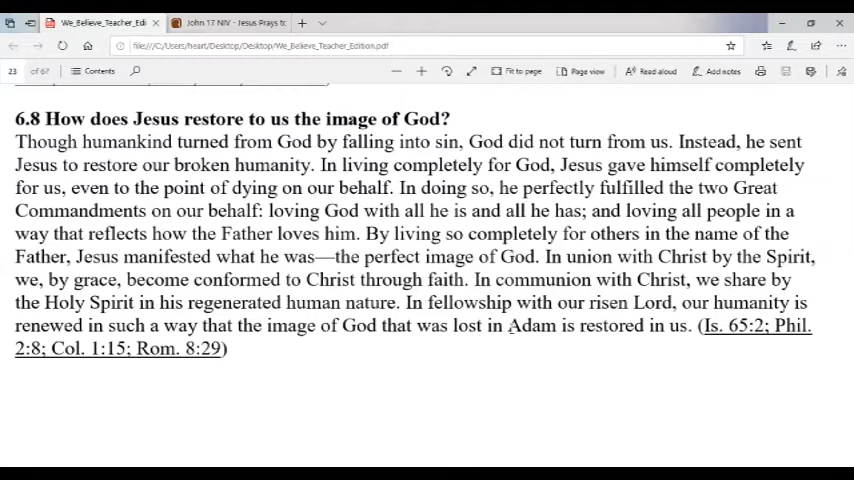 We_Believe_Teacher_Edi
John 17 NIV - Jesus Prays to
file:///C:/Users/heart/Desktop/Desktop/We_Believe_Teacher_Edition.pdf
23 of 67 Contents Fit to page Page view Read aloud Add notes
6.8 How does Jesus restore to us the image of God?
Though humankind turned from God by falling into sin, God did not turn from us. Instead, he sent
Jesus to restore our broken humanity. In living completely for God, Jesus gave himself completely
for us, even to the point of dying on our behalf. In doing so, he perfectly fulfilled the two Great
Commandments on our behalf: loving God with all he is and all he has; and loving all people in a
way that reflects how the Father loves him. By living so completely for others in the name of the
Father, Jesus manifested what he was—the perfect image of God. In union with Christ by the Spirit,
we, by grace, become conformed to Christ through faith. In communion with Christ, we share by
the Holy Spirit in his regenerated human nature. In fellowship with our risen Lord, our humanity is
renewed in such a way that the image of God that was lost in Adam is restored in us. (Is. 65:2; Phil.
2:8; Col. 1:15; Rom. 8:29)